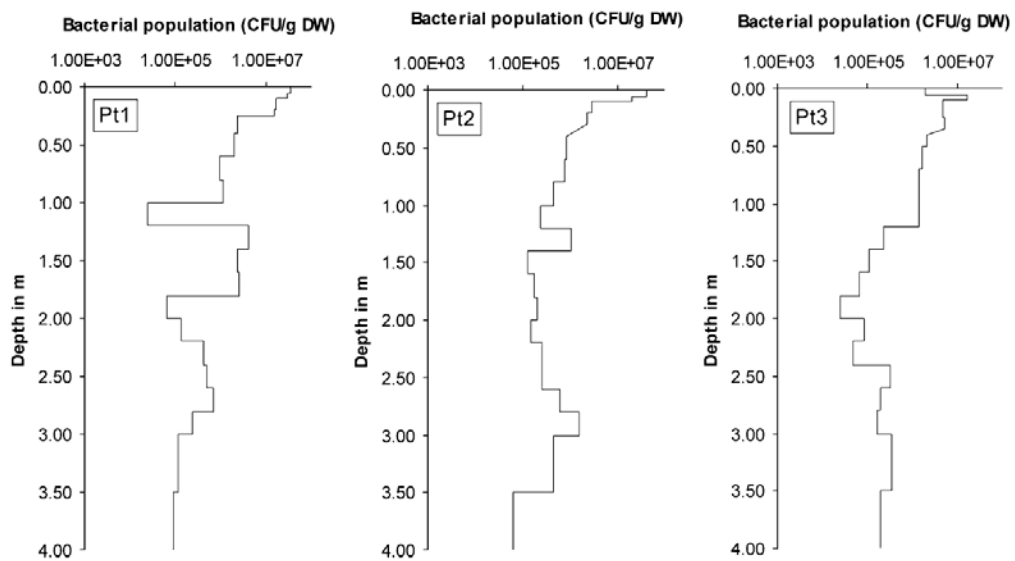 Bacterial population (CFU/g DW)
1.00E+03 1.00E+05 1.00E+07
0.00
0.50
1.00
1.50
2.00
2.50
3.00
3.50
4.00
Depth in m
Pt1
Bacterial population (CFU/g DW)
1.00E+03 1.00E+05 1.00E+07
0.00
0.50
1.00
1.50
2.00
2.50
3.00
3.50
4.00
Depth in m
Pt2
Bacterial population (CFU/g DW)
1.00E+03 1.00E+05 1.00E+07
0.00
0.50
1.00
1.50
2.00
2.50
3.00
3.50
4.00
Depth in m
Pt3